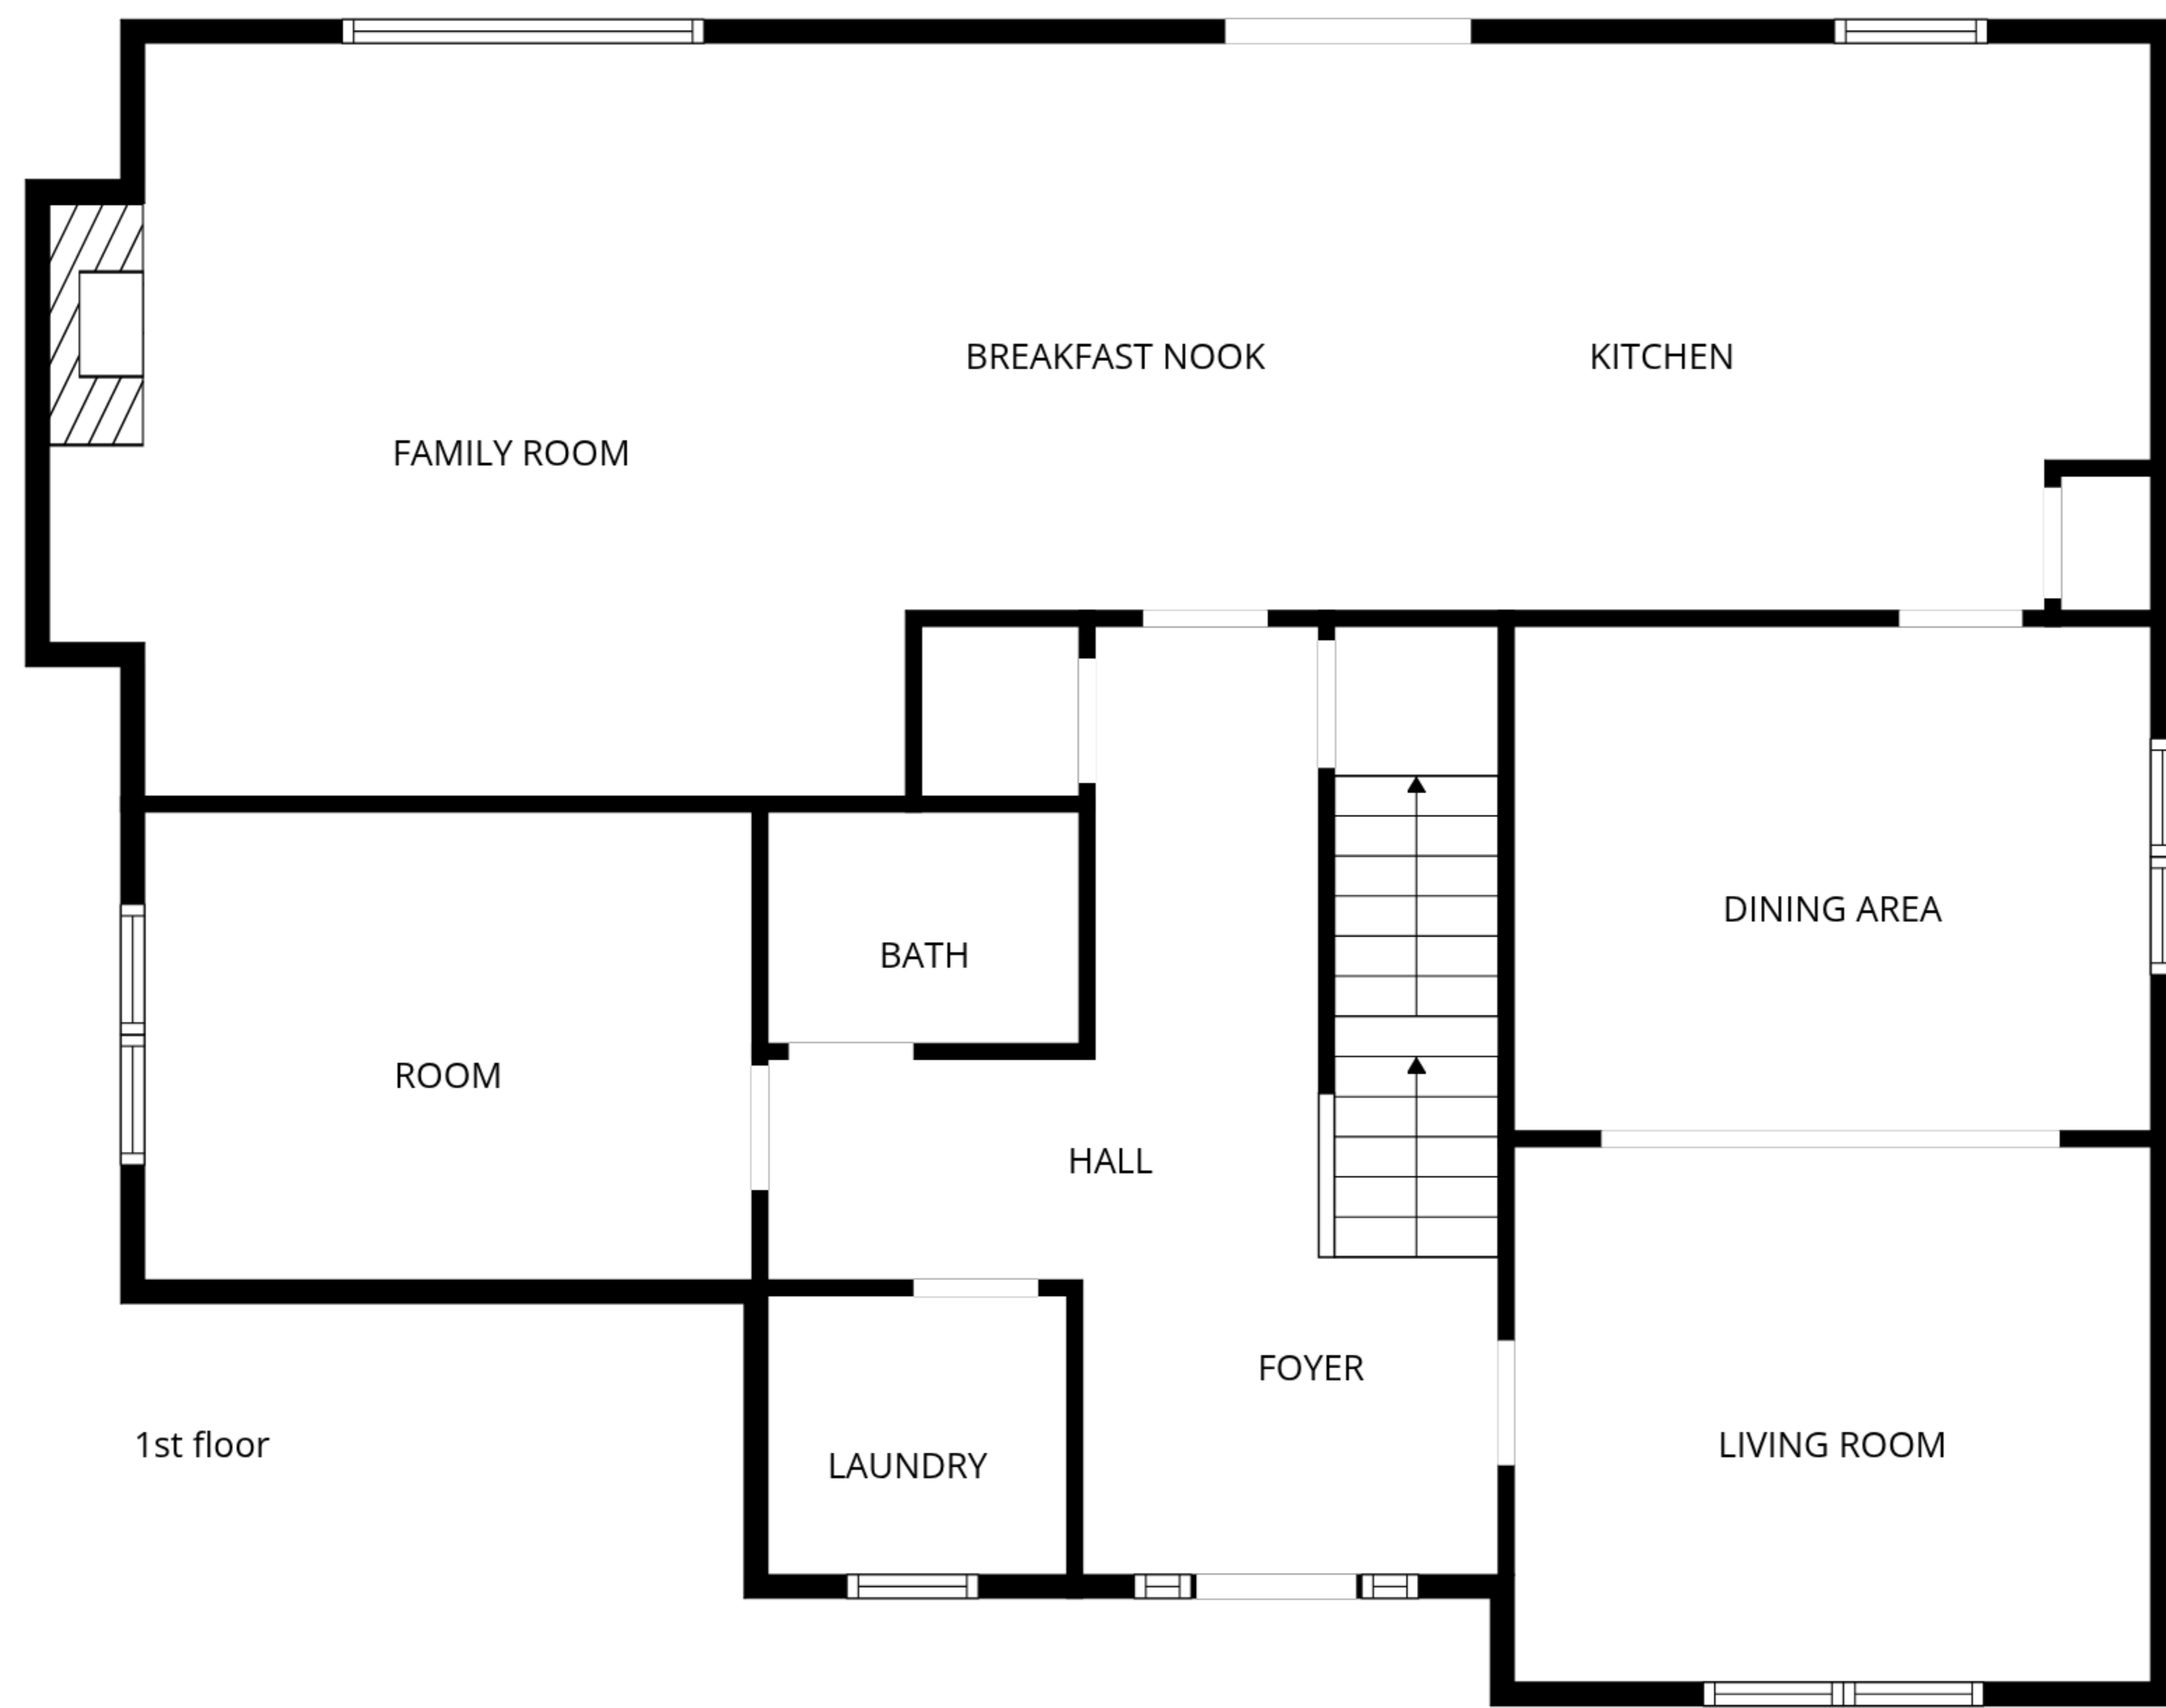 BREAKFAST NOOK
KITCHEN
FAMILY ROOM
DINING AREA
BATH
ROOM
HALL
FOYER
1st floor
LIVING ROOM
LAUNDRY